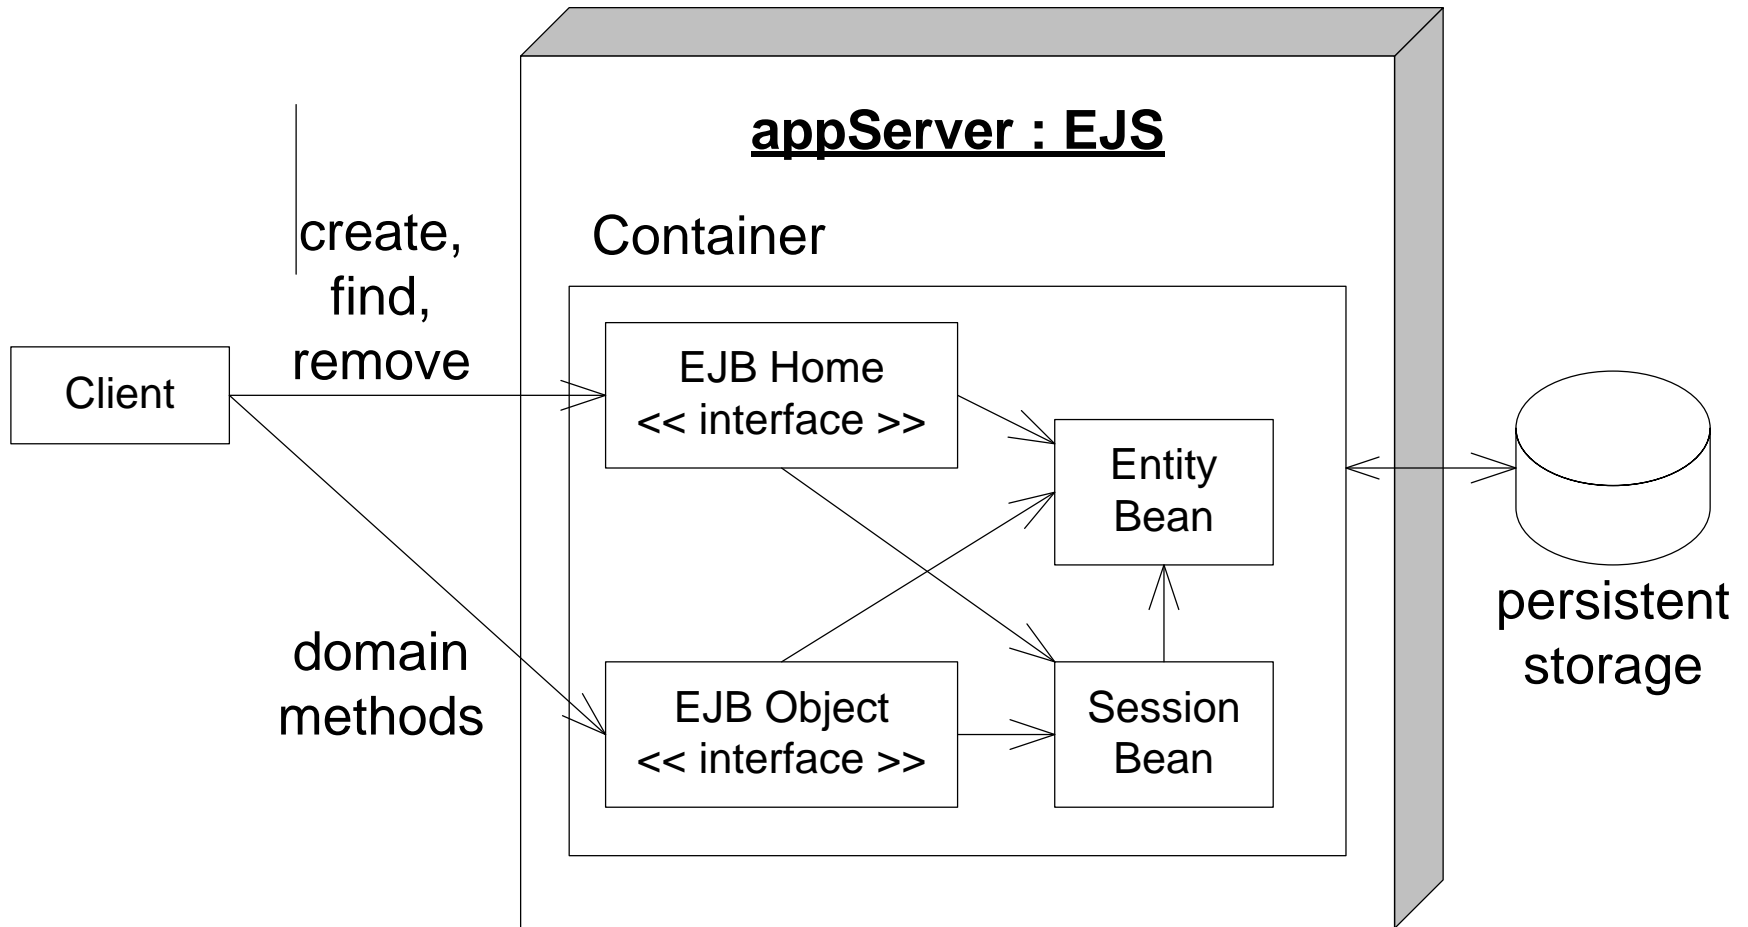 appServer : EJS
create,
find,
remove
Container
Client
EJB Home
<< interface >>
Entity
Bean
persistent
storage
domain
methods
EJB Object
<< interface >>
Session
Bean